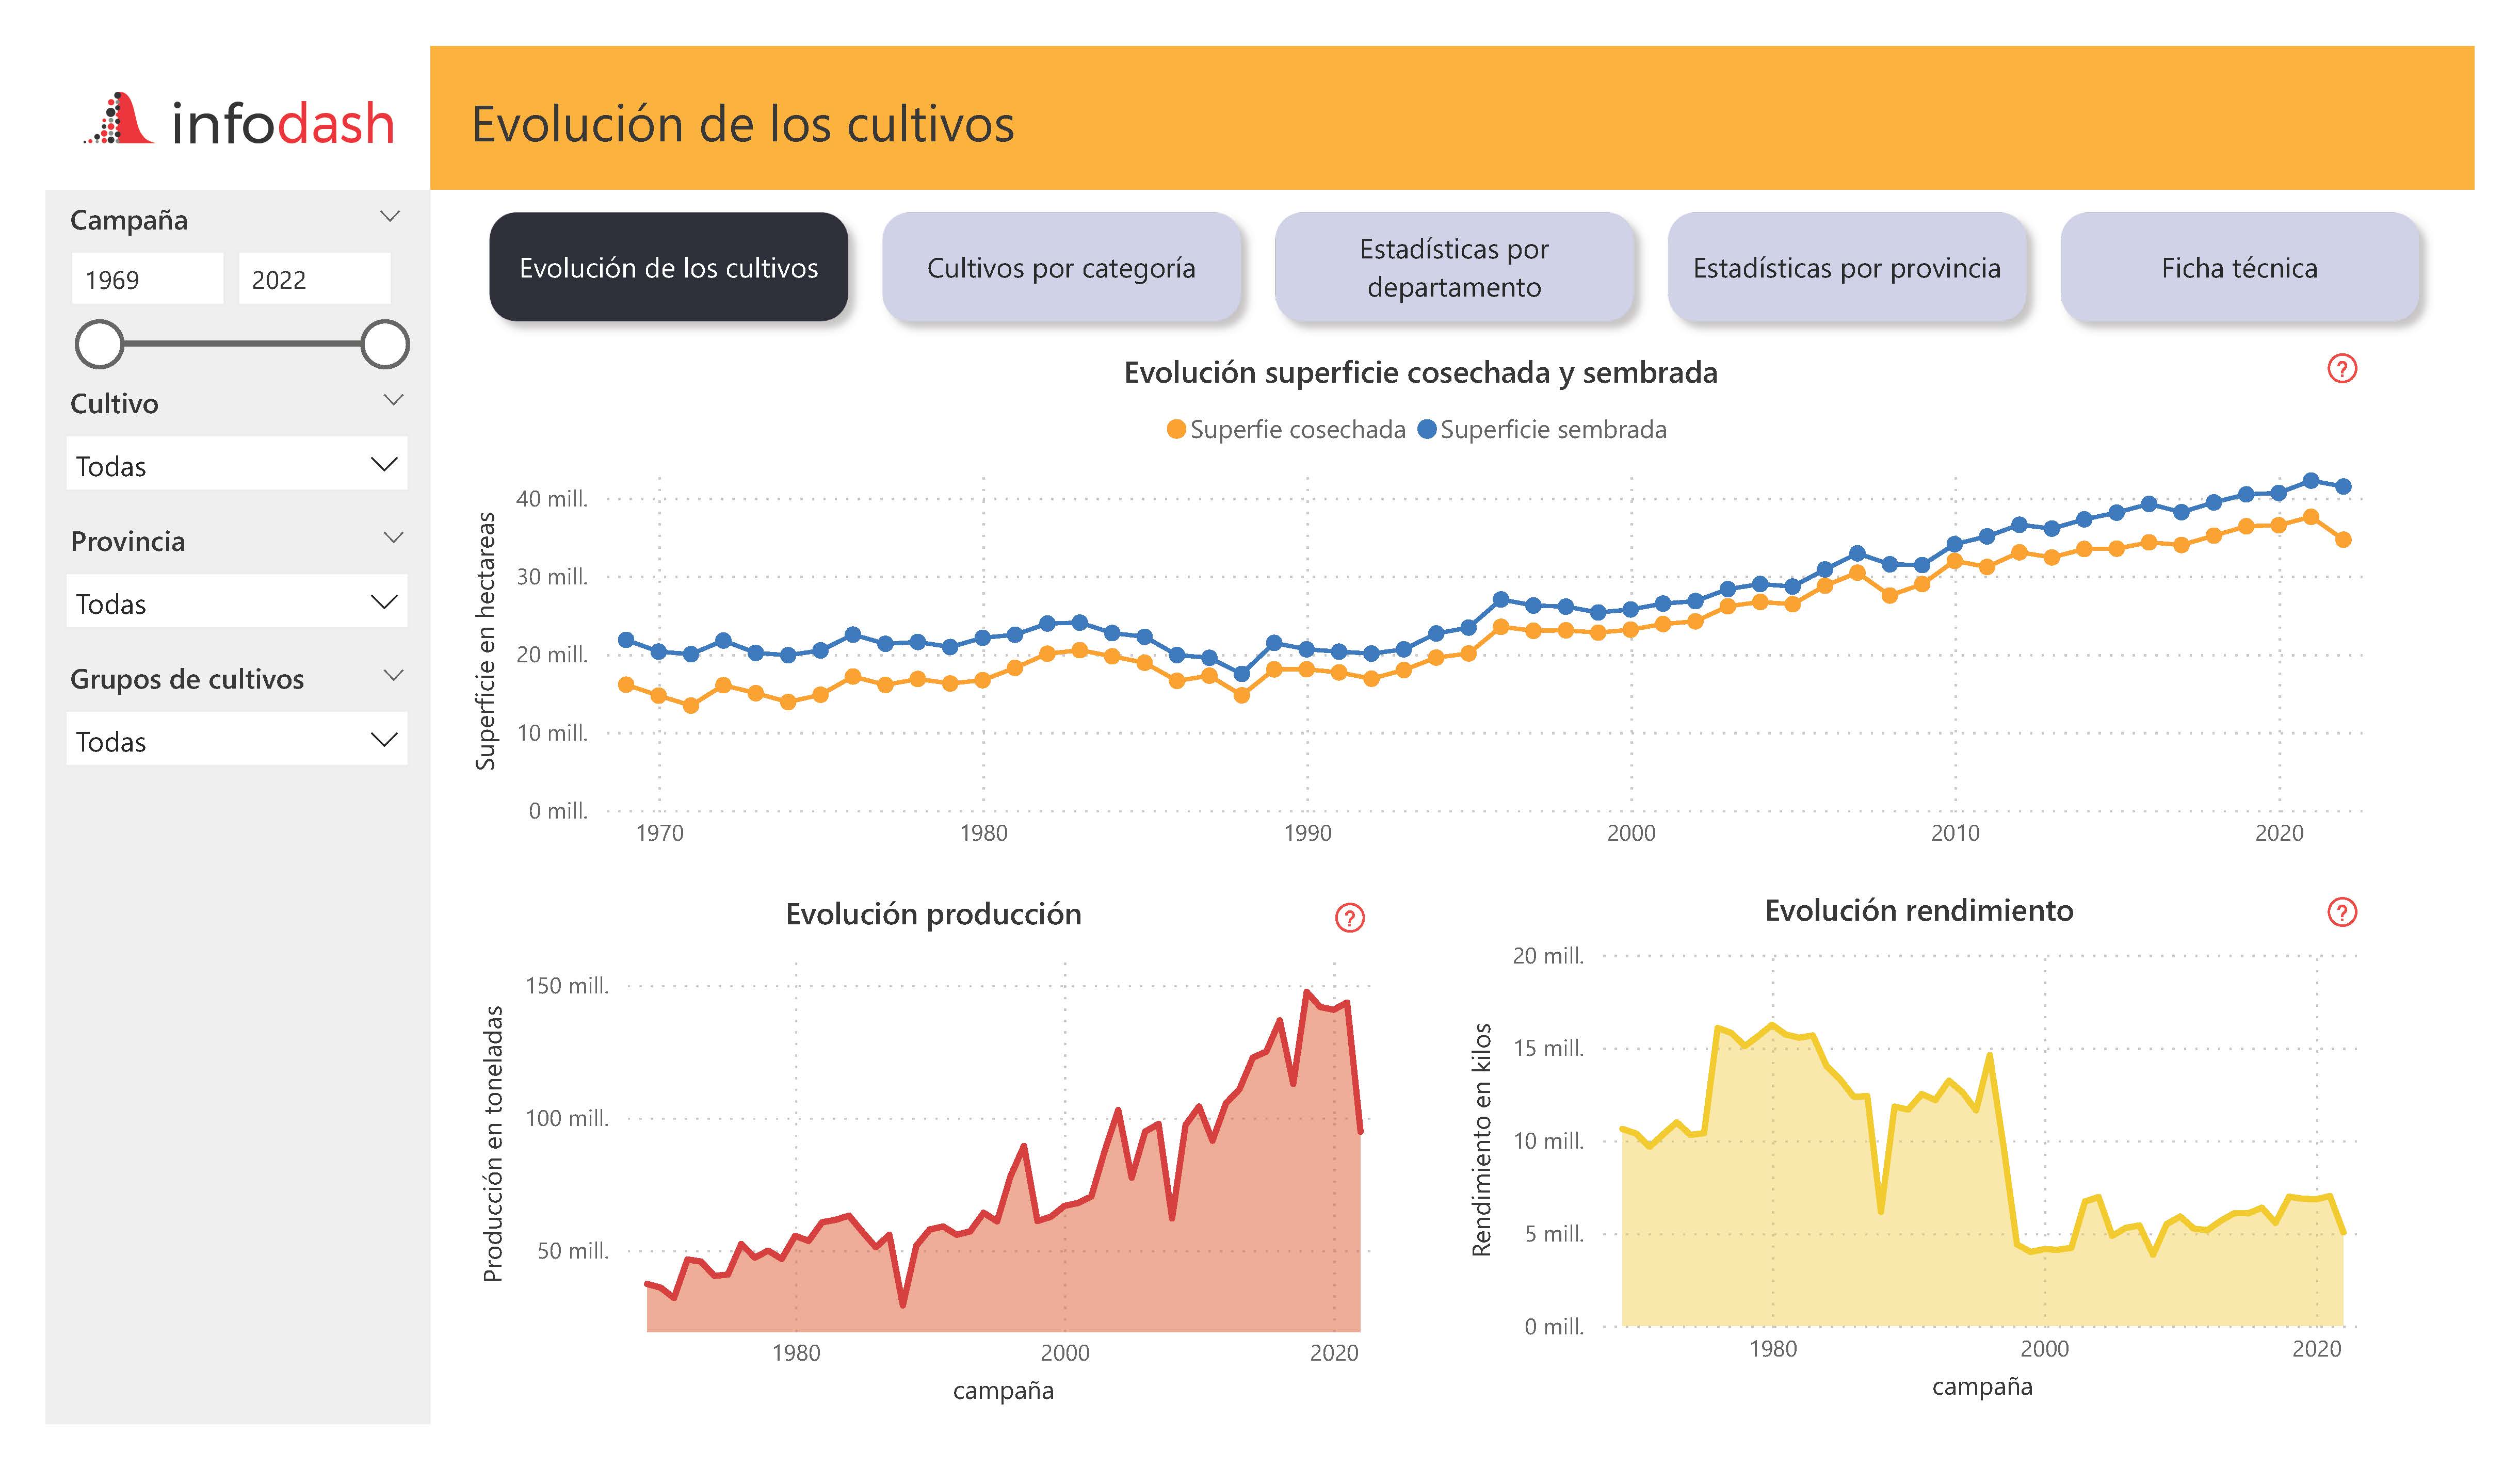 infodash
Evolución de los cultivos
Campaña
1969
2022
Cultivo
Todas
Provincia
Todas
Grupos de cultivos
Todas
Evolución de los cultivos
Cultivos por categoría
Estadísticas por
departamento
Estadísticas por provincia
Ficha técnica
Evolución superficie cosechada y sembrada
?
Superfie cosechada
Superficie sembrada
Superficie en hectareas
40 mill.
30 mill.
20 mill.
10 mill.
0 mill.
1970
1980
1990
2000
2010
2020
Evolución producción
?
Producción en toneladas
150 mill.
100 mill.
50 mill.
1980
2000
2020
campaña
Evolución rendimiento
?
Rendimiento en kilos
20 mill.
15 mill.
10 mill.
5 mill.
0 mill.
1980
2000
2020
campaña